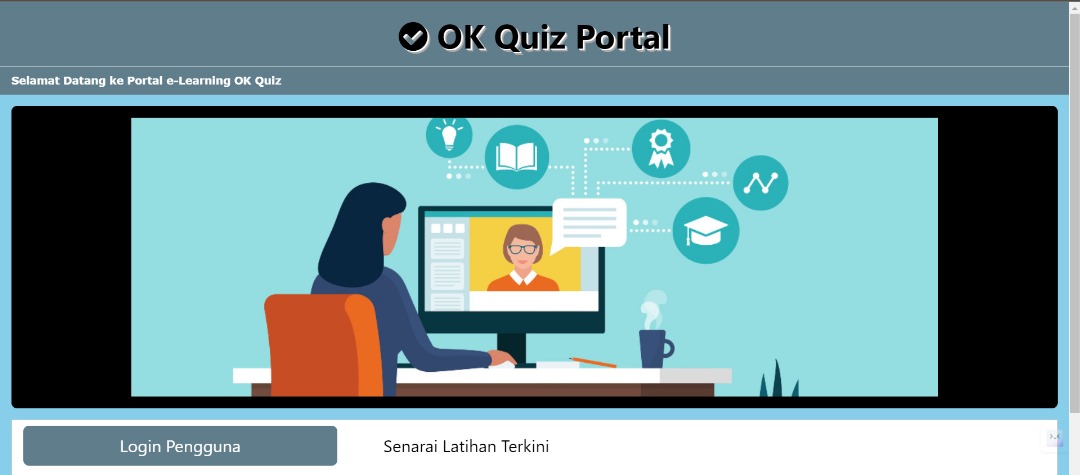 OK Quiz Portal
Selamat Datang ke Portal e-Learning OK Quiz
Login Pengguna
Senarai Latihan Terkini